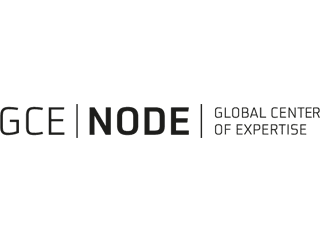 GCE | NODE | GLOBAL CENTER
OF EXPERTISE